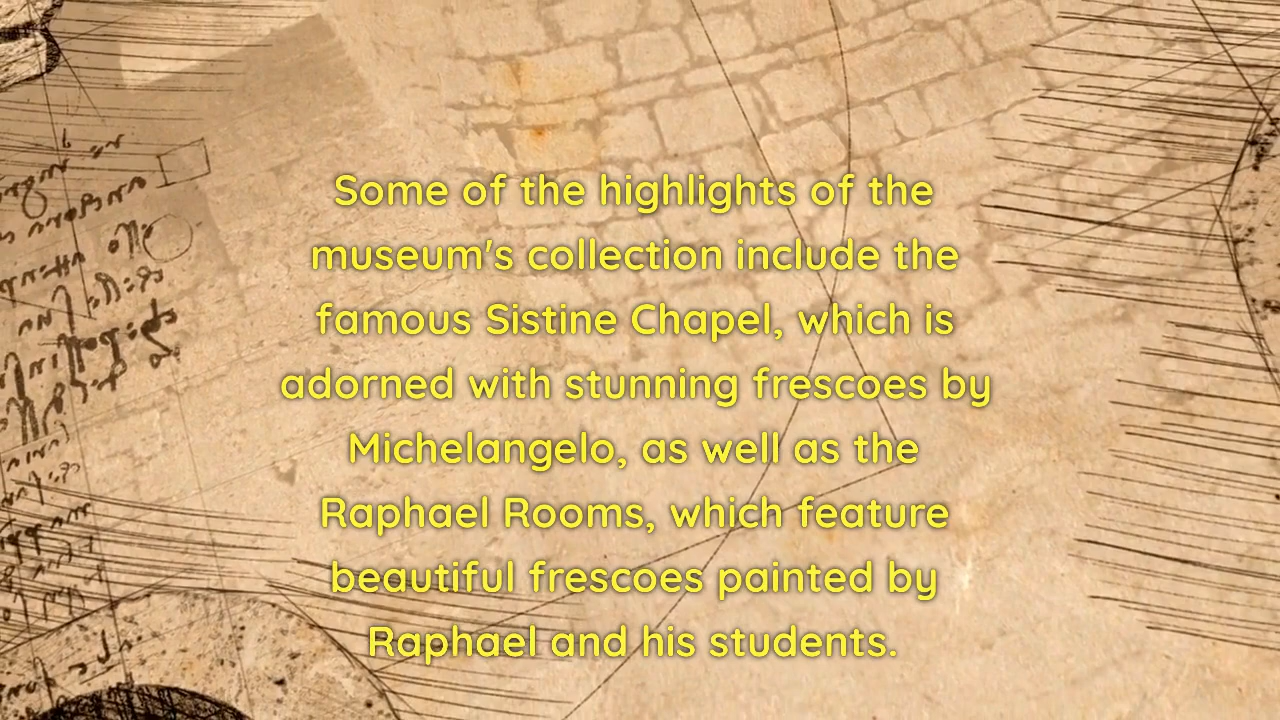 Some of the highlights of the
museum's collection include the
famous Sistine Chapel, which is
adorned with stunning frescoes by
Michelangelo, as well as the
Raphael Rooms, which feature
beautiful frescoes painted by
Raphael and his students.